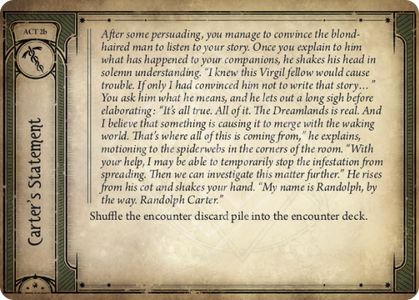 ACT 2b
Carter's Statement
After some persuading, you manage to convince the blond-
haired man to listen to your story. Once you explain to him
what has happened to your companions, he shakes his head in
solemn understanding. "I knew this Virgil fellow would cause
trouble. If only I had convinced him not to write that story…"
You ask him what he means, and he lets out a long sigh before
elaborating: "It's all true. All of it. The Dreamlands is real. And
I believe that something is causing it to merge with the waking
world. That's where all of this is coming from," he explains,
motioning to the spiderwebs in the corners of the room. "With
your help, I may be able to temporarily stop the infestation from
spreading. Then we can investigate this matter further." He rises
from his cot and shakes your hand. "My name is Randolph, by
the way. Randolph Carter."
Shuffle the encounter discard pile into the encounter deck.